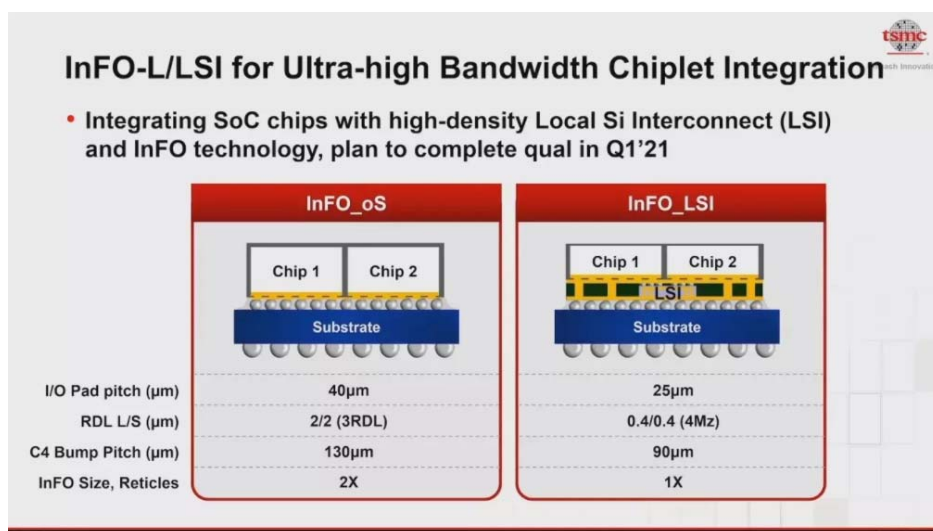 tsmc
InFO-L/LSI for Ultra-high Bandwidth Chiplet Integration
• Integrating SoC chips with high-density Local Si Interconnect (LSI)
and InFO technology, plan to complete qual in Q1'21
InFO_oS InFO_LSI
Chip 1 Chip 2 Chip 1 Chip 2
LSI
Substrate Substrate
I/O Pad pitch (µm) 40µm 25µm
RDL L/S (µm) 2/2 (3RDL) 0.4/0.4 (4Mz)
C4 Bump Pitch (µm) 130µm 90µm
InFO Size, Reticles 2X 1X